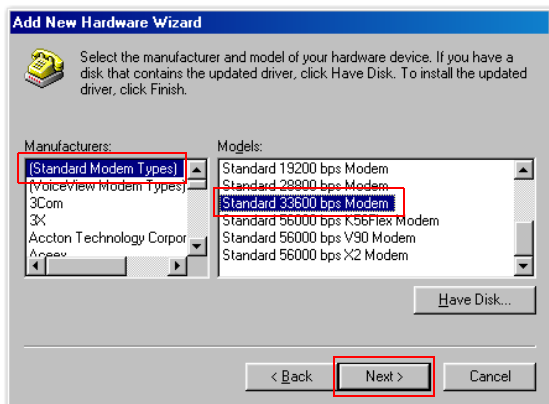 Add New Hardware Wizard
Select the manufacturer and model of your hardware device. If you have a
disk that contains the updated driver, click Have Disk. To install the updated
driver, click Finish.
Manufacturers:
(Standard Modem Types)
(VoiceView Modem Types)
3Com
3X
Accton Technology Corpor
Aceex
Models:
Standard 19200 bps Modem
Standard 28800 bps Modem
Standard 33600 bps Modem
Standard 56000 bps K56Flex Modem
Standard 56000 bps V90 Modem
Standard 56000 bps X2 Modem
Have Disk...
< Back
Next >
Cancel